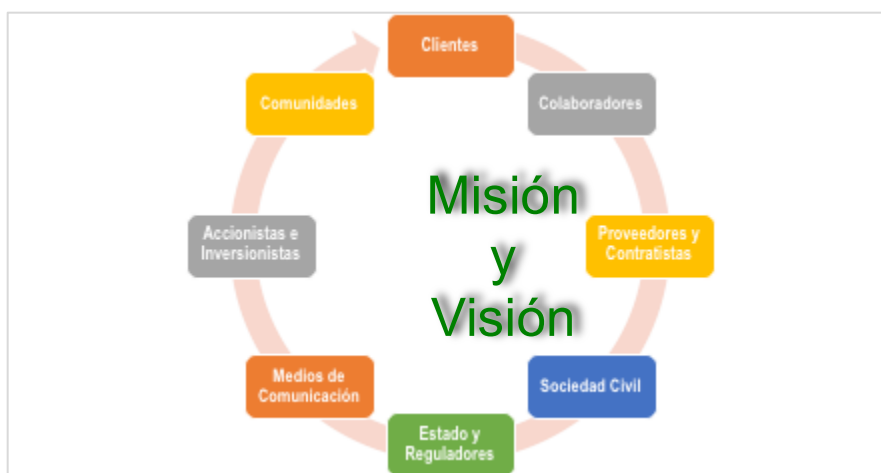 Clientes
Colaboradores
Proveedores y
Contratistas
Sociedad Civil
Estado y
Reguladores
Medios de
Comunicación
Accionistas e
Inversionistas
Comunidades
Misión
y
Visión